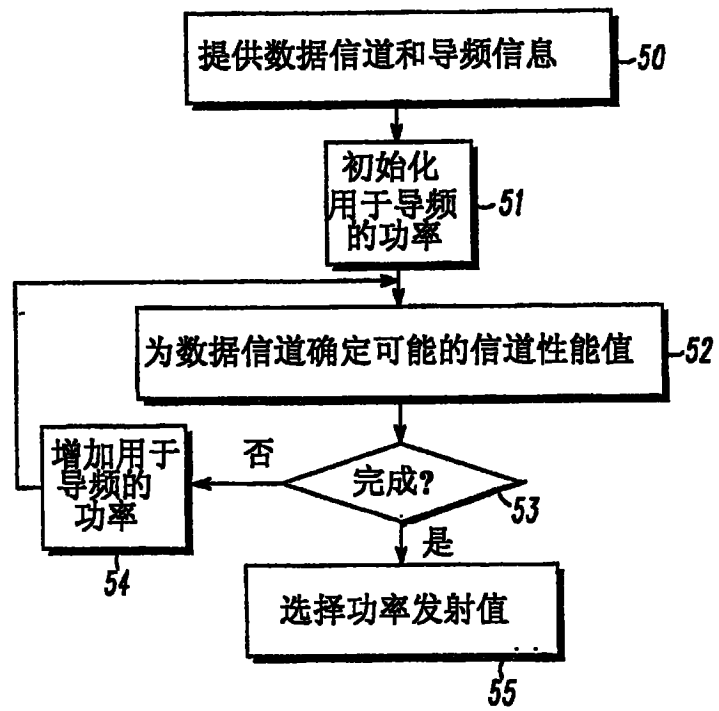 提供数据信道和导频信息
50
初始化
用于导频
的功率
51
为数据信道确定可能的信道性能值
52
增加用于
导频的
功率
54
否
完成?
53
是
选择功率发射值
55